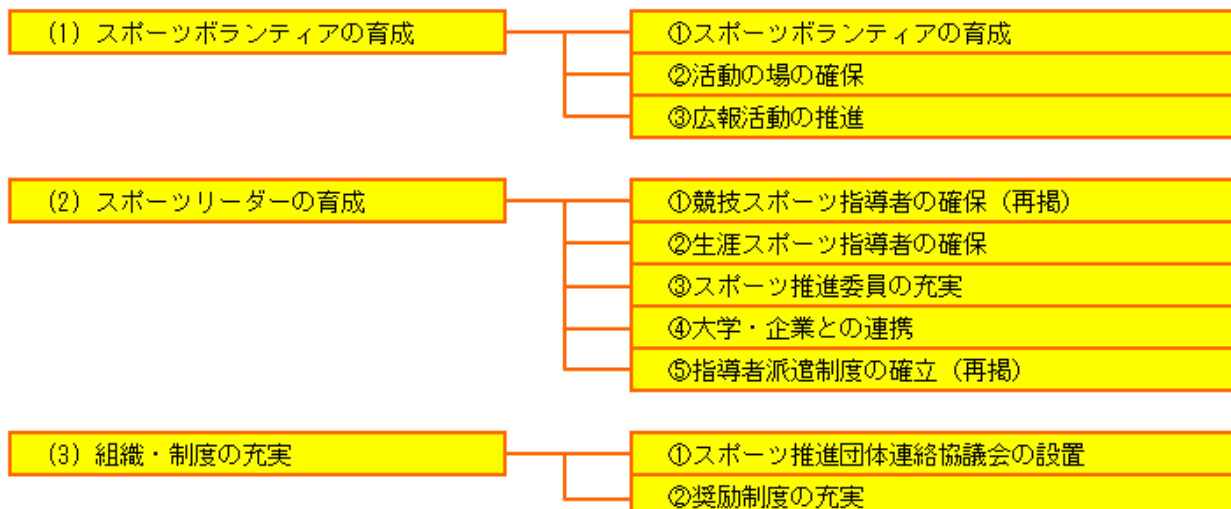 (1) スポーツボランティアの育成
①スポーツボランティアの育成
②活動の場の確保
③広報活動の推進
(2) スポーツリーダーの育成
①競技スポーツ指導者の確保（再掲）
②生涯スポーツ指導者の確保
③スポーツ推進委員の充実
④大学・企業との連携
⑤指導者派遣制度の確立（再掲）
(3) 組織・制度の充実
①スポーツ推進団体連絡協議会の設置
②奨励制度の充実